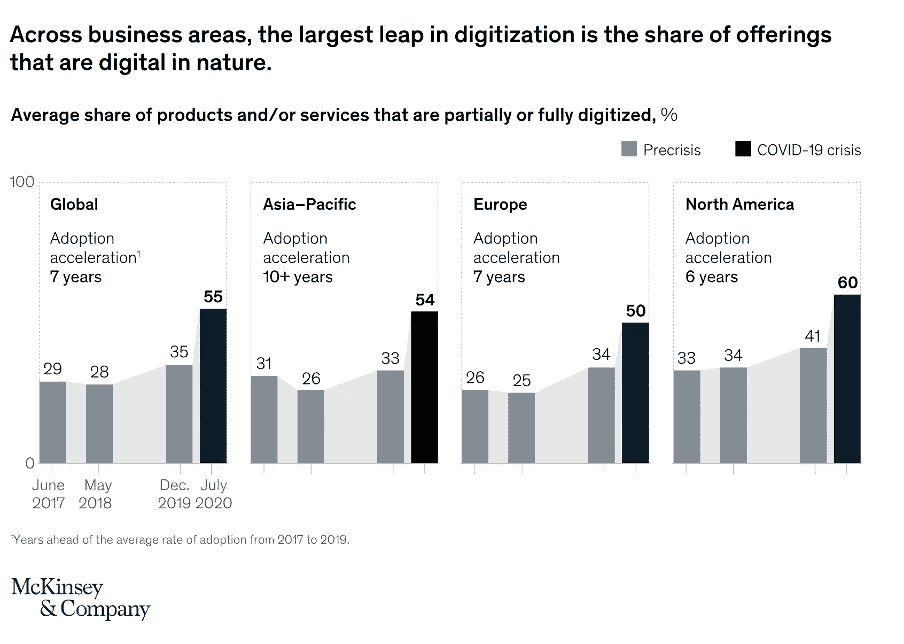 Across business areas, the largest leap in digitization is the share of offerings
that are digital in nature.
Average share of products and/or services that are partially or fully digitized, %
Precrisis
COVID-19 crisis
100
0
Global
Adoption
acceleration¹
7 years
29
28
35
55
June
2017
May
2018
Dec.
2019
July
2020
Asia–Pacific
Adoption
acceleration
10+ years
31
26
33
54
Europe
Adoption
acceleration
7 years
26
25
34
50
North America
Adoption
acceleration
6 years
33
34
41
60
¹Years ahead of the average rate of adoption from 2017 to 2019.
McKinsey
& Company